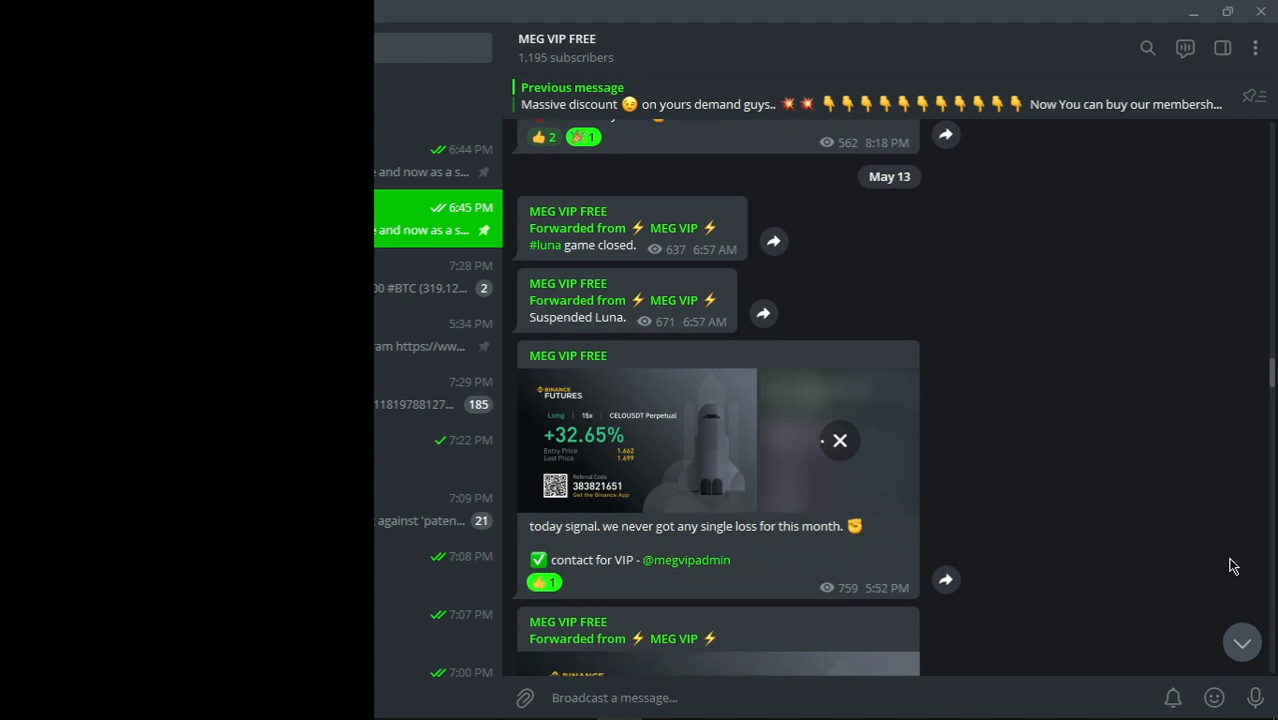 MEG VIP FREE
1,195 subscribers
Previous message
Massive discount 😉 on yours demand guys.. 💥💥 👇👇👇👇👇👇👇👇👇👇👇 Now You can buy our membersh...
👍 2 🎉 1
562 8:18 PM
May 13
MEG VIP FREE
Forwarded from ⚡ MEG VIP ⚡
#luna game closed. 637 6:57 AM
MEG VIP FREE
Forwarded from ⚡ MEG VIP ⚡
Suspended Luna. 671 6:57 AM
MEG VIP FREE
BINANCE
FUTURES
Long | 15x | CELOUSDT Perpetual
+32.65%
Entry Price 1.662
Last Price 1.699
Referral Code
383821651
Get the Binance App
today signal. we never got any single loss for this month. ✊
✅ contact for VIP - @megvipadmin
👍 1
759 5:52 PM
MEG VIP FREE
Forwarded from ⚡ MEG VIP ⚡
Broadcast a message...
6:44 PM
e and now as a s...
6:45 PM
e and now as a s...
7:28 PM
00 #BTC (319,12... 2
5:34 PM
am https://ww...
7:29 PM
11819788127... 185
7:22 PM
7:09 PM
against 'paten... 21
7:08 PM
7:07 PM
7:00 PM